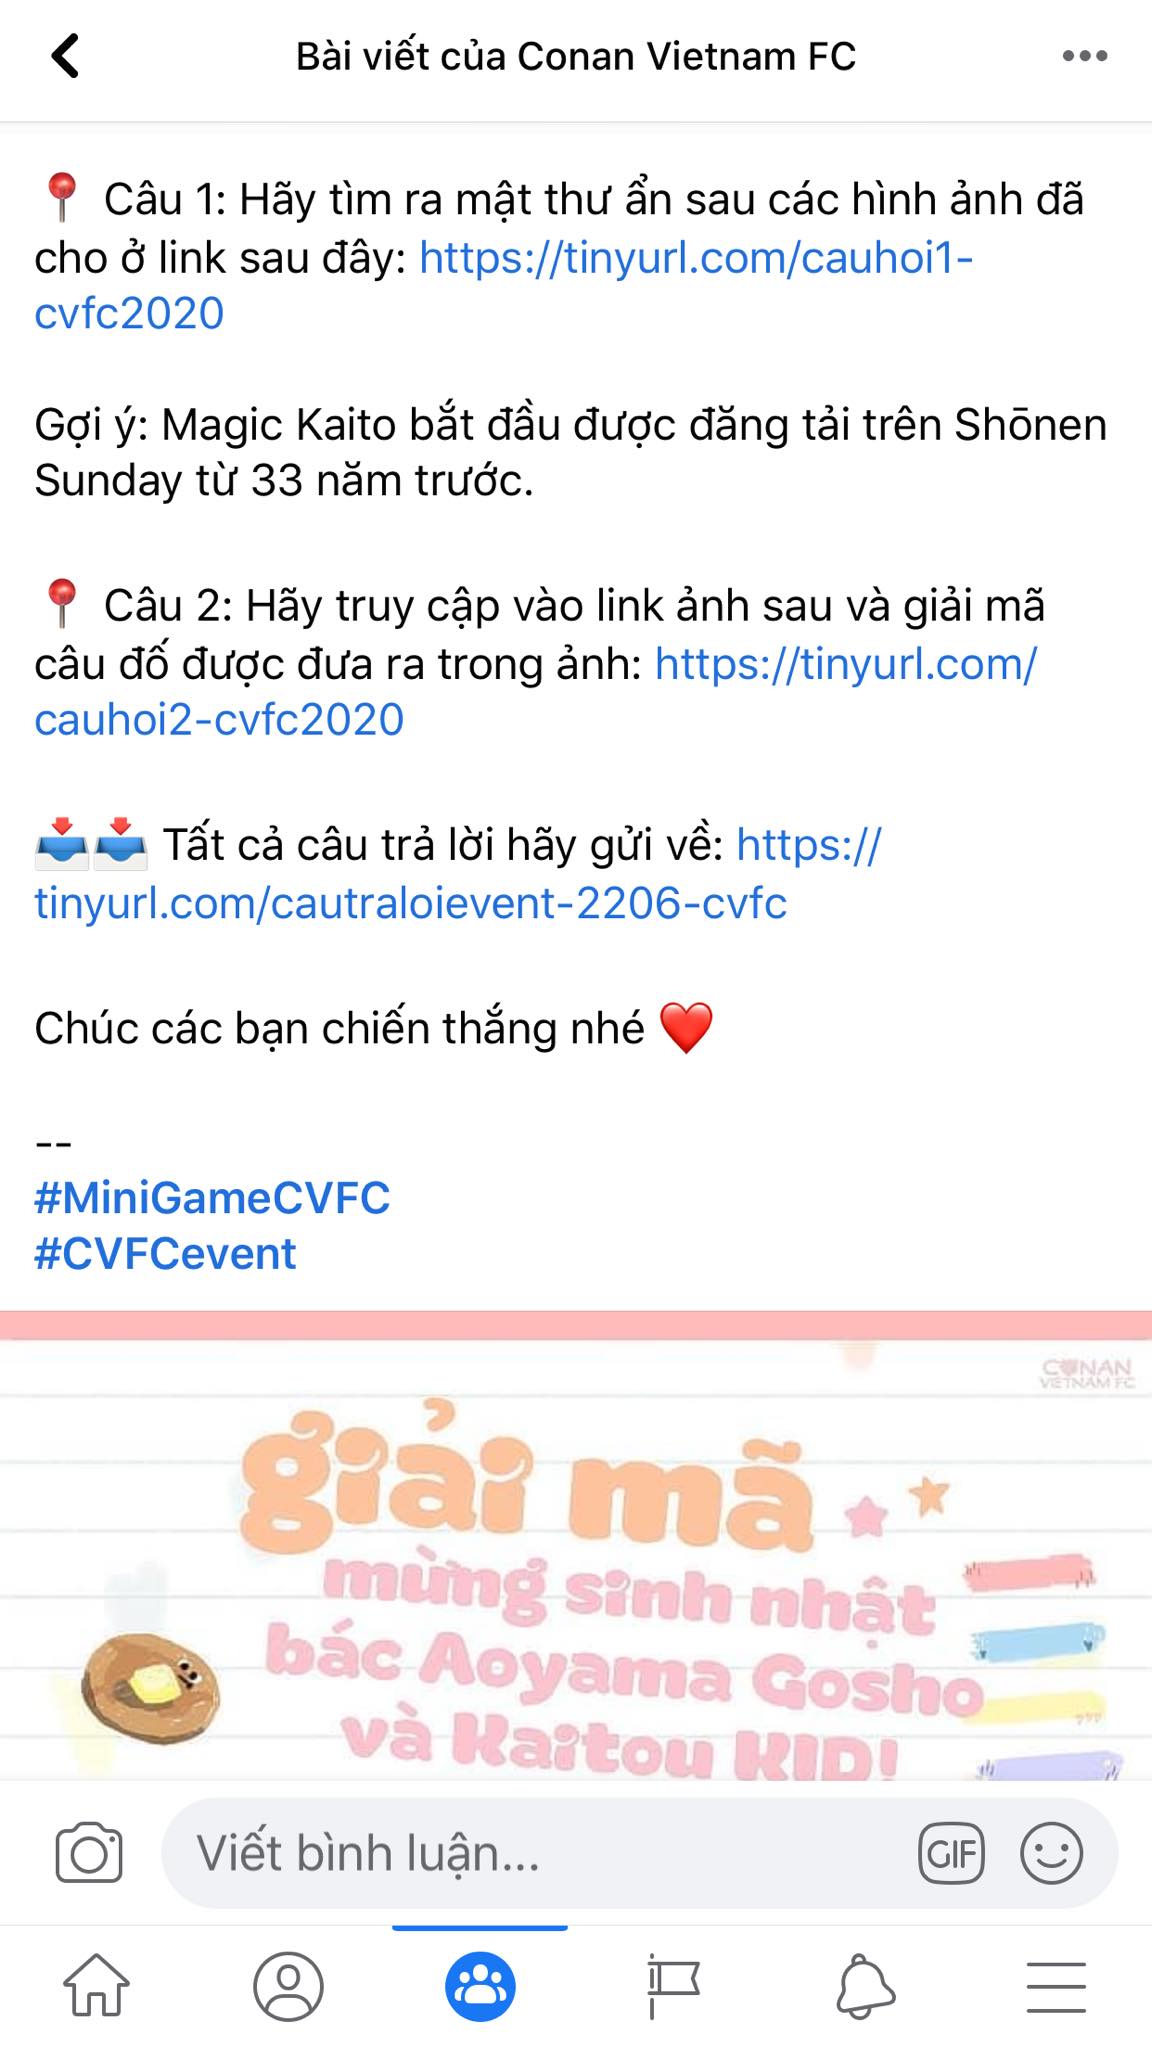 Bài viết của Conan Vietnam FC
📍 Câu 1: Hãy tìm ra mật thư ẩn sau các hình ảnh đã
cho ở link sau đây: https://tinyurl.com/cauhoi1-
cvfc2020
Gợi ý: Magic Kaito bắt đầu được đăng tải trên Shōnen
Sunday từ 33 năm trước.
📍 Câu 2: Hãy truy cập vào link ảnh sau và giải mã
câu đố được đưa ra trong ảnh: https://tinyurl.com/
cauhoi2-cvfc2020
📥📥 Tất cả câu trả lời hãy gửi về: https://
tinyurl.com/cautraloievent-2206-cvfc
Chúc các bạn chiến thắng nhé ❤️
--
#MiniGameCVFC
#CVFCevent
CONAN
VIETNAM FC
giải mã
mừng sinh nhật
bác Aoyama Gosho
và Kaitou KID!
Viết bình luận...
GIF